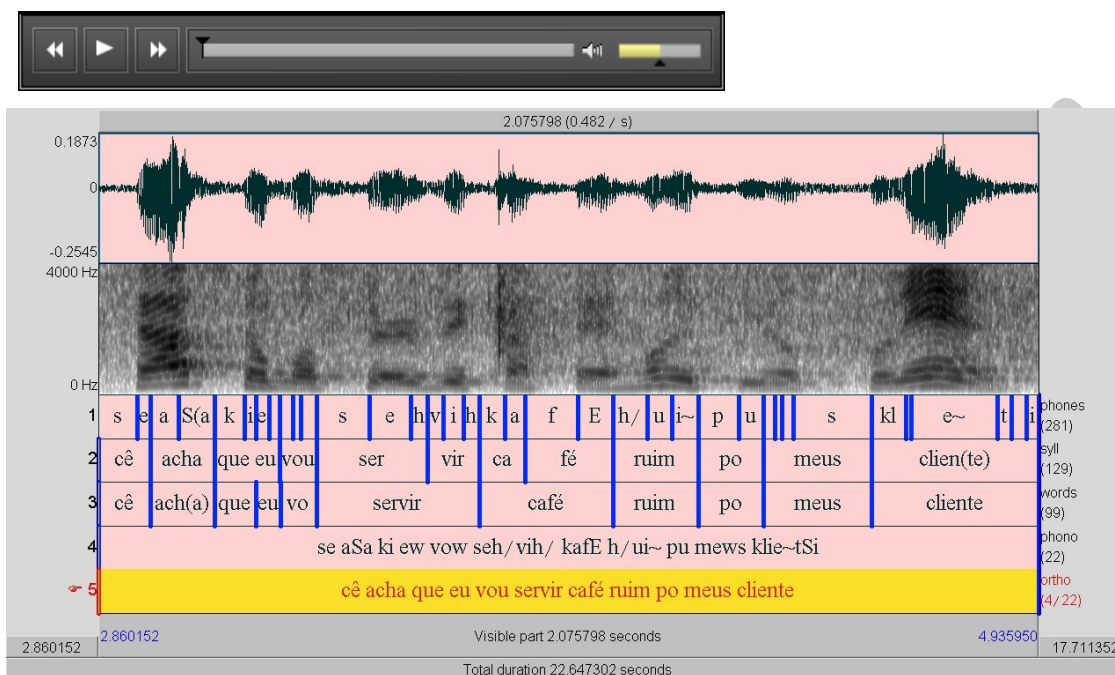 2.075798 (0.482 / s)
0.1873
0
-0.2545
4000 Hz
0 Hz
1 s e a S(a k i e s e h v i h k a f E h/ u i~ p u s kl e~ t i phones (281)
2 cê acha que eu vou ser vir ca fé ruim po meus clien(te) syll (129)
3 cê ach(a) que eu vo servir café ruim po meus cliente words (99)
4 se aSa ki ew vow seh/vih/ kafE h/ui~ pu mews klie~tSi phono (22)
5 cê acha que eu vou servir café ruim po meus cliente ortho (4/22)
2.860152 Visible part 2.075798 seconds 4.935950
2.860152 17.711352
Total duration 22.647302 seconds